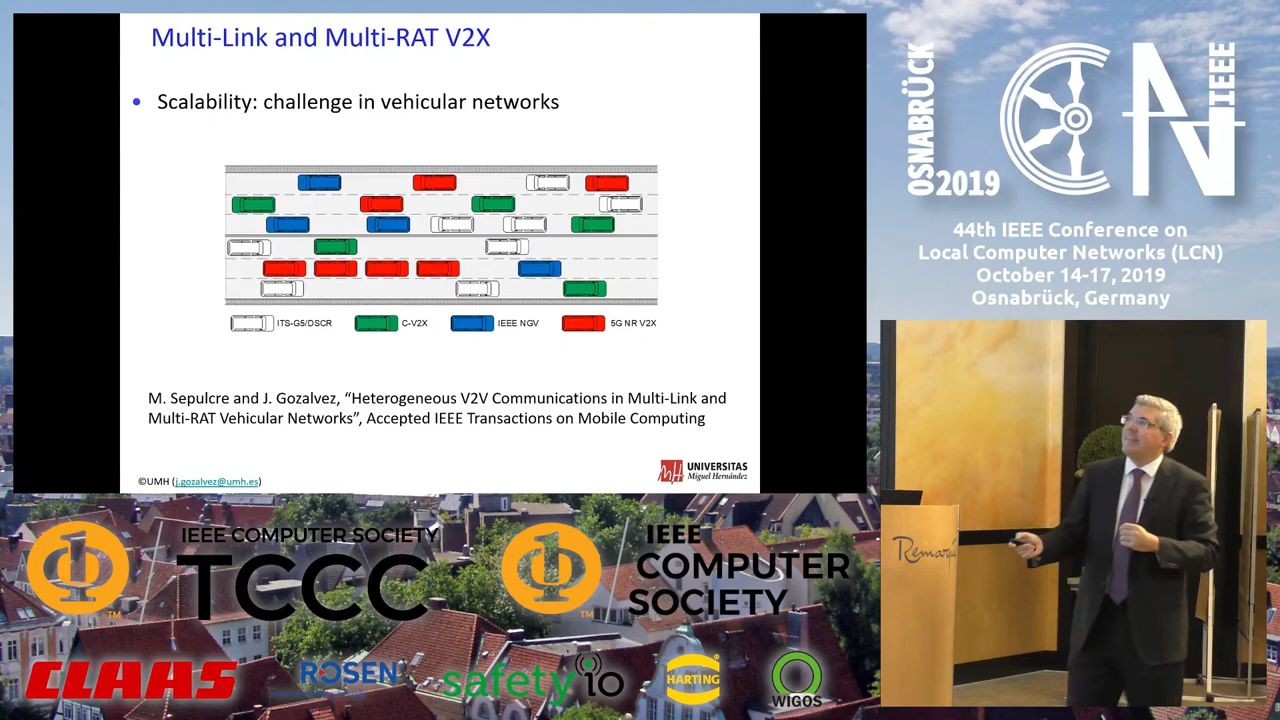 Multi-Link and Multi-RAT V2X
• Scalability: challenge in vehicular networks
ITS-G5/DSCR
C-V2X
IEEE NGV
5G NR V2X
M. Sepulcre and J. Gozalvez, “Heterogeneous V2V Communications in Multi-Link and
Multi-RAT Vehicular Networks”, Accepted IEEE Transactions on Mobile Computing
©UMH (j.gozalvez@umh.es)
UNIVERSITAS
Miguel Hernández
OSNABRÜCK
2019
CN
IEEE
44th IEEE Conference on
Local Computer Networks (LCN)
October 14-17, 2019
Osnabrück, Germany
IEEE COMPUTER SOCIETY
TCCC
TM
IEEE
COMPUTER
SOCIETY
TM
CLAAS
ROSEN
safety io
HARTING
WIGOS